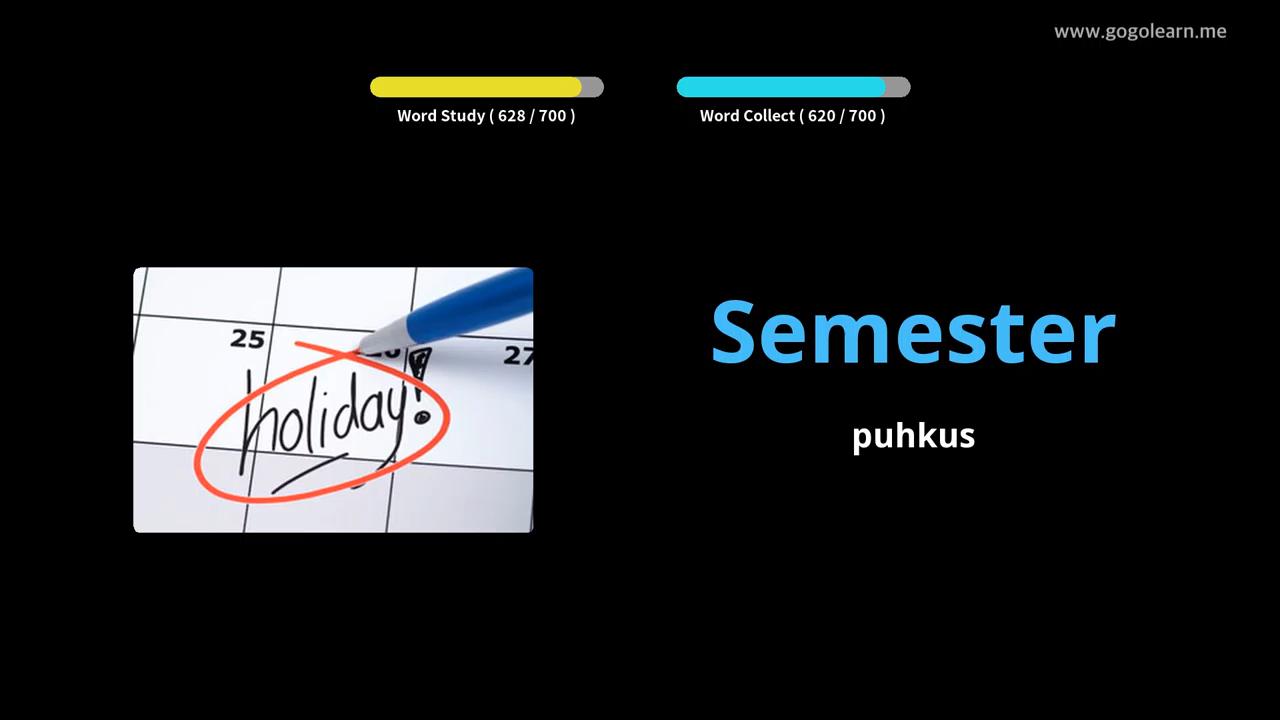 www.gogolearn.me
Word Study ( 628 / 700 )
Word Collect ( 620 / 700 )
25
27
holiday!
Semester
puhkus